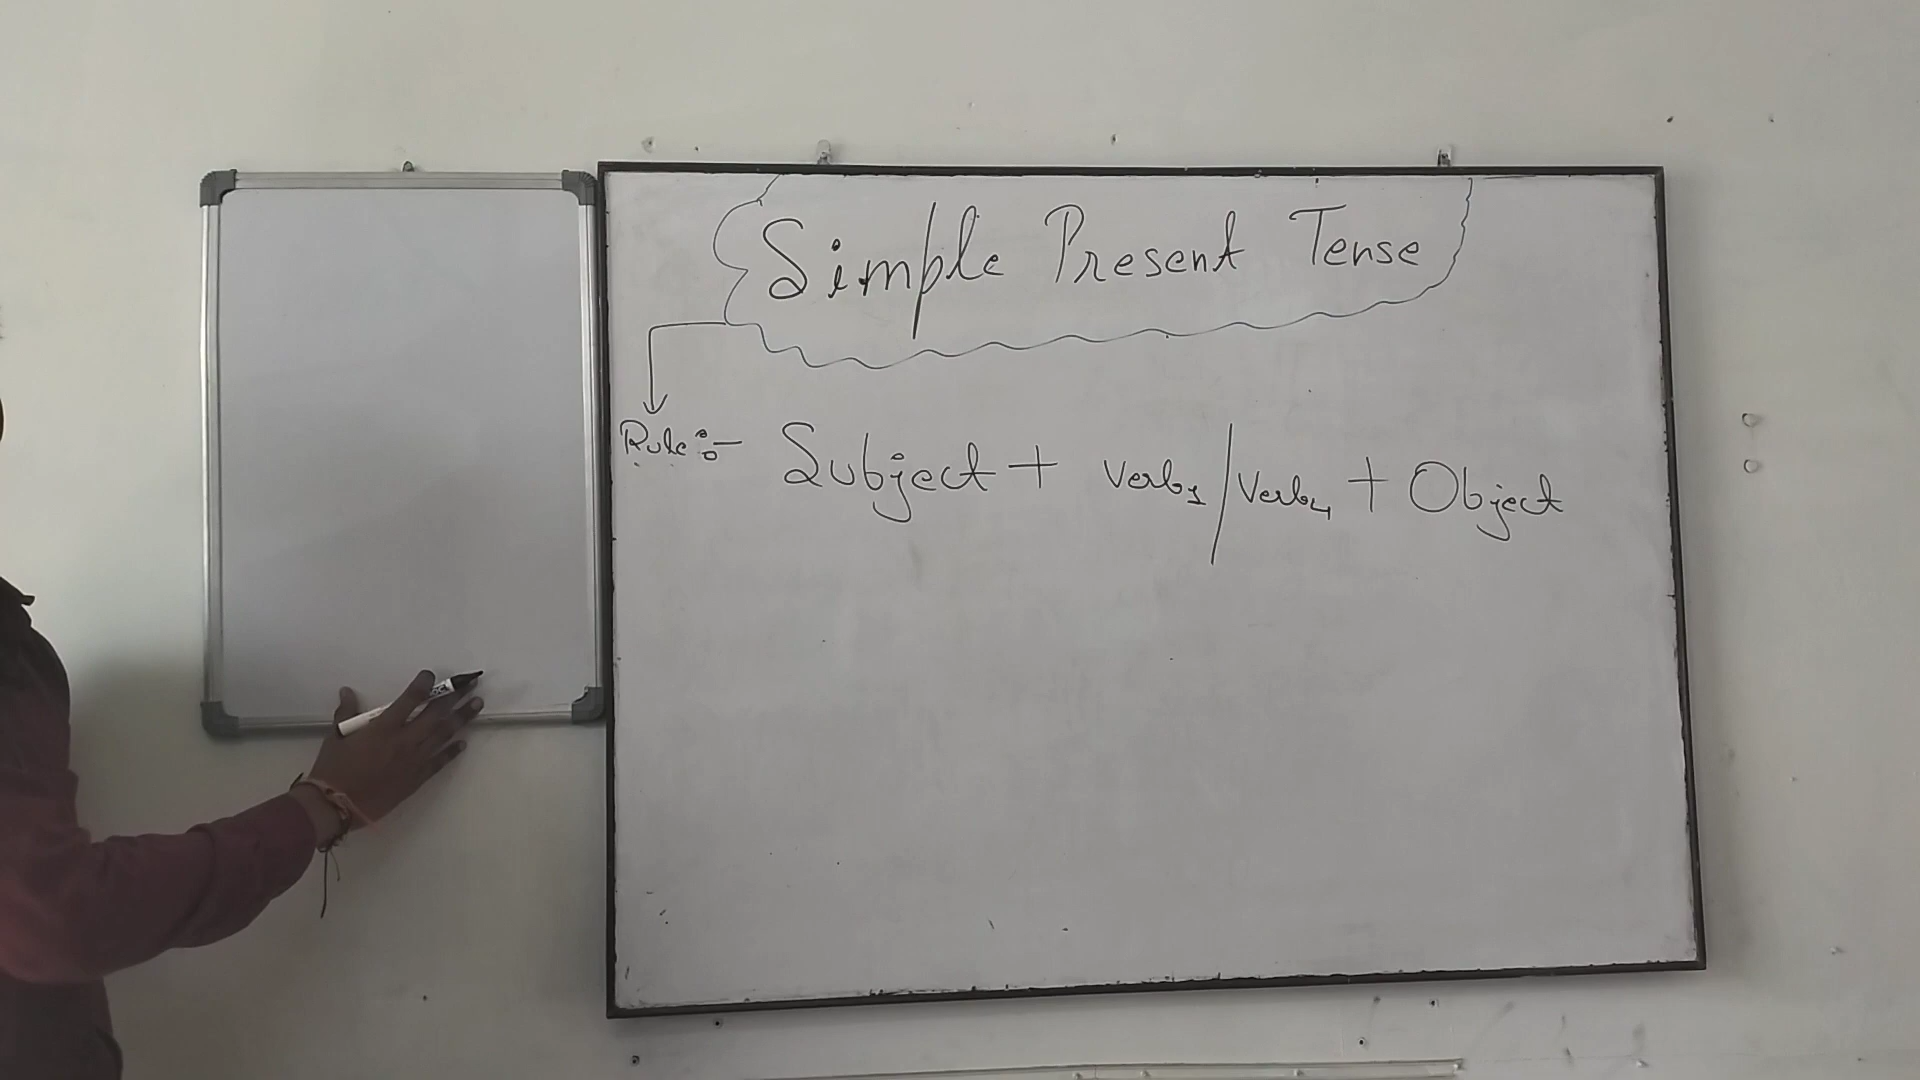 Simple Present Tense
Rule :- Subject + Verb1/Verb4 + Object